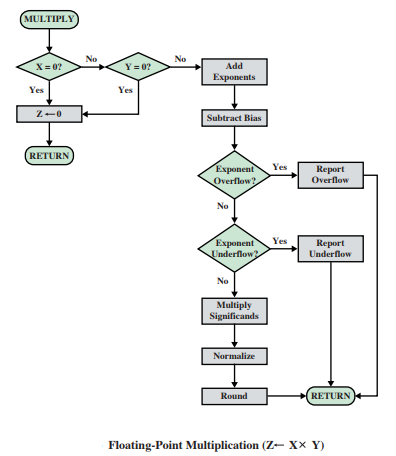 MULTIPLY
X = 0?
No
Y = 0?
No
Add
Exponents
Yes
Yes
Z ← 0
Subtract Bias
RETURN
Exponent
Overflow?
Yes
Report
Overflow
No
Exponent
Underflow?
Yes
Report
Underflow
No
Multiply
Significands
Normalize
Round
RETURN
Floating-Point Multiplication (Z← X× Y)